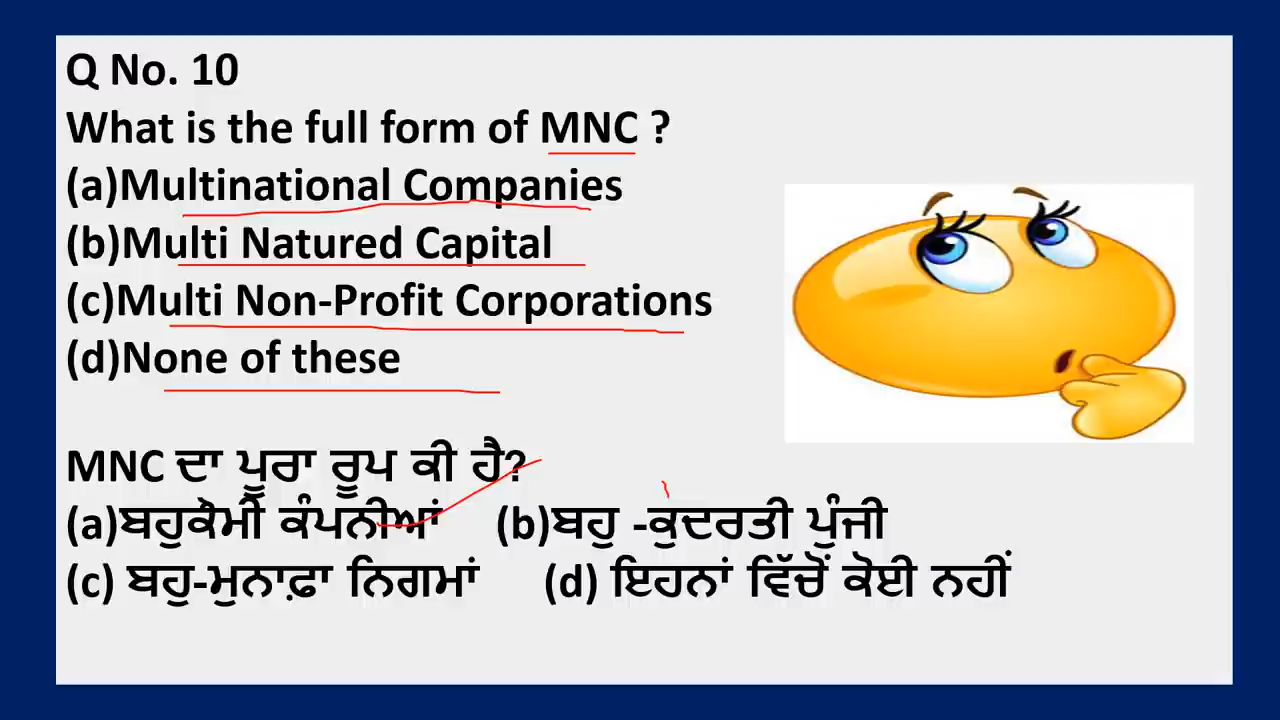 Q No. 10
What is the full form of MNC ?
(a)Multinational Companies
(b)Multi Natured Capital
(c)Multi Non-Profit Corporations
(d)None of these
MNC ਦਾ ਪੂਰਾ ਰੂਪ ਕੀ ਹੈ?
(a)ਬਹੁਕੋਮੀ ਕੰਪਨੀਆਂ (b)ਬਹੁ -ਕੁਦਰਤੀ ਪੁੰਜੀ
(c) ਬਹੁ-ਮੁਨਾਫ਼ਾ ਨਿਗਮਾਂ (d) ਇਹਨਾਂ ਵਿੱਚੋਂ ਕੋਈ ਨਹੀਂ